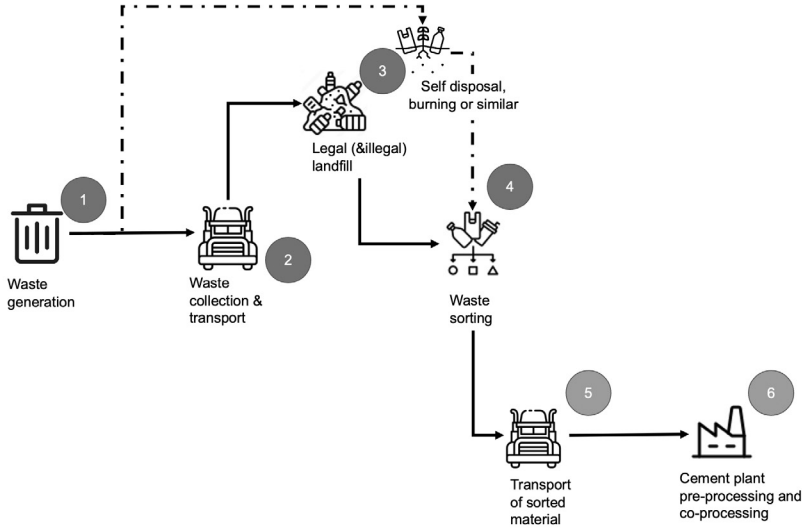 1
Waste
generation
2
Waste
collection &
transport
3
Legal (&illegal)
landfill
Self disposal,
burning or similar
4
Waste
sorting
5
Transport
of sorted
material
6
Cement plant
pre-processing and
co-processing